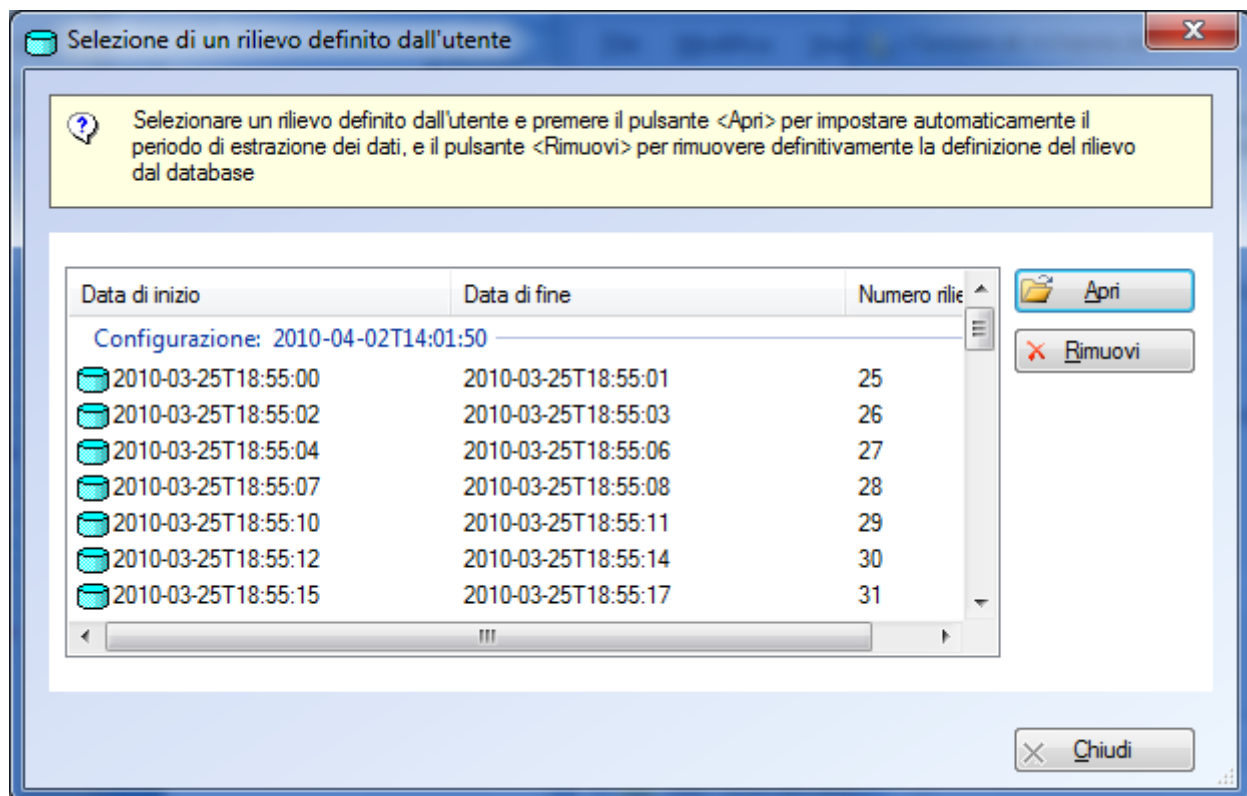 Selezione di un rilievo definito dall'utente
Selezionare un rilievo definito dall'utente e premere il pulsante <Apri> per impostare automaticamente il
periodo di estrazione dei dati, e il pulsante <Rimuovi> per rimuovere definitivamente la definizione del rilievo
dal database
Data di inizio Data di fine Numero rilie
Configurazione: 2010-04-02T14:01:50
2010-03-25T18:55:00 2010-03-25T18:55:01 25
2010-03-25T18:55:02 2010-03-25T18:55:03 26
2010-03-25T18:55:04 2010-03-25T18:55:06 27
2010-03-25T18:55:07 2010-03-25T18:55:08 28
2010-03-25T18:55:10 2010-03-25T18:55:11 29
2010-03-25T18:55:12 2010-03-25T18:55:14 30
2010-03-25T18:55:15 2010-03-25T18:55:17 31
Apri
Rimuovi
Chiudi